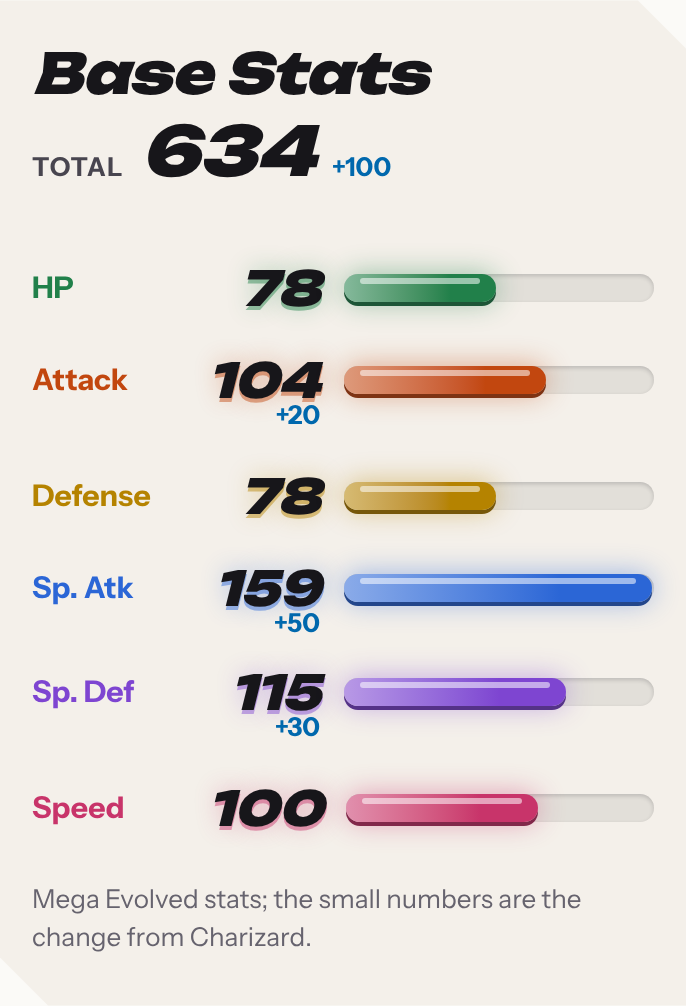 Base Stats
TOTAL 634 +100
HP 78
Attack 104
+20
Defense 78
Sp. Atk 159
+50
Sp. Def 115
+30
Speed 100
Mega Evolved stats; the small numbers are the
change from Charizard.